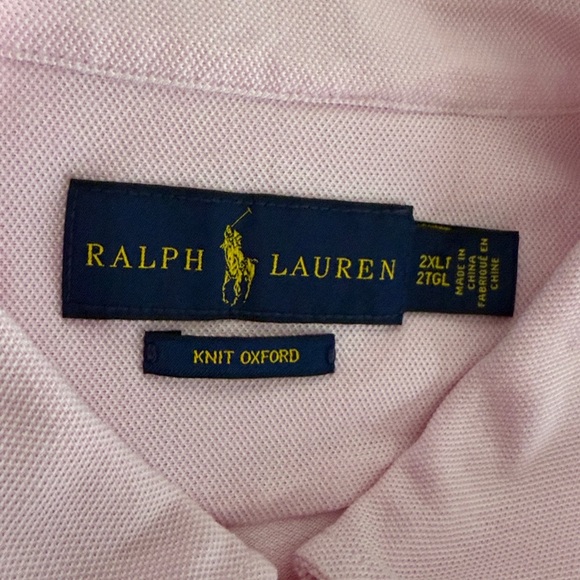 RALPH LAUREN
2XLT
2TGL
MADE IN
CHINA
FABRIQUÉ EN
CHINE
KNIT OXFORD